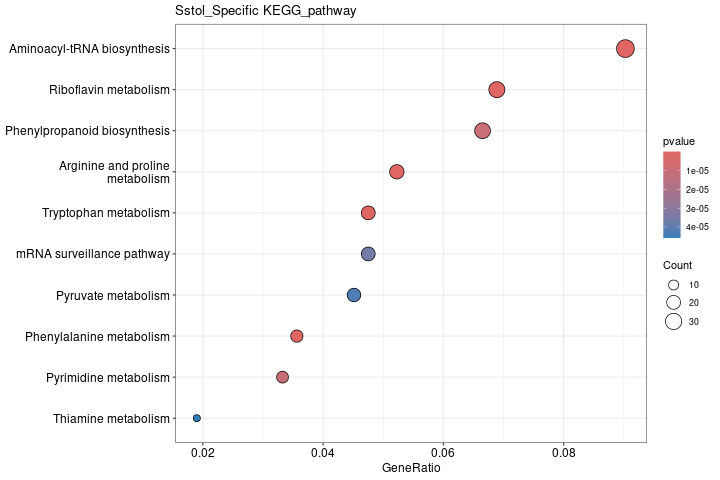 Sstol_Specific KEGG_pathway
Aminoacyl-tRNA biosynthesis
Riboflavin metabolism
Phenylpropanoid biosynthesis
Arginine and proline
metabolism
Tryptophan metabolism
mRNA surveillance pathway
Pyruvate metabolism
Phenylalanine metabolism
Pyrimidine metabolism
Thiamine metabolism
0.02
0.04
0.06
0.08
GeneRatio
pvalue
1e-05
2e-05
3e-05
4e-05
Count
10
20
30